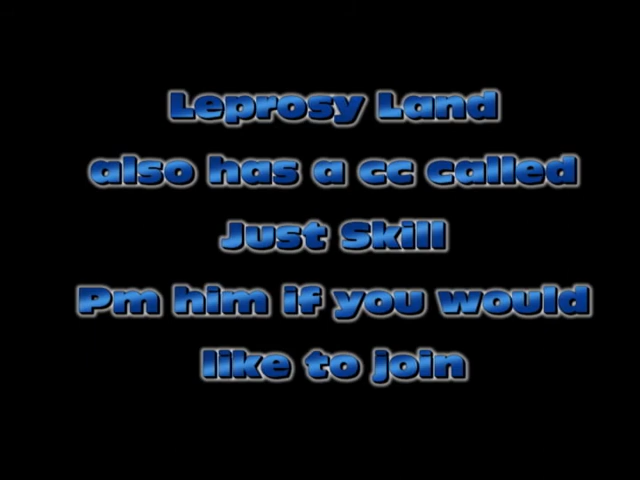 Leprosy Land
also has a cc called
Just Skill
Pm him if you would
like to join